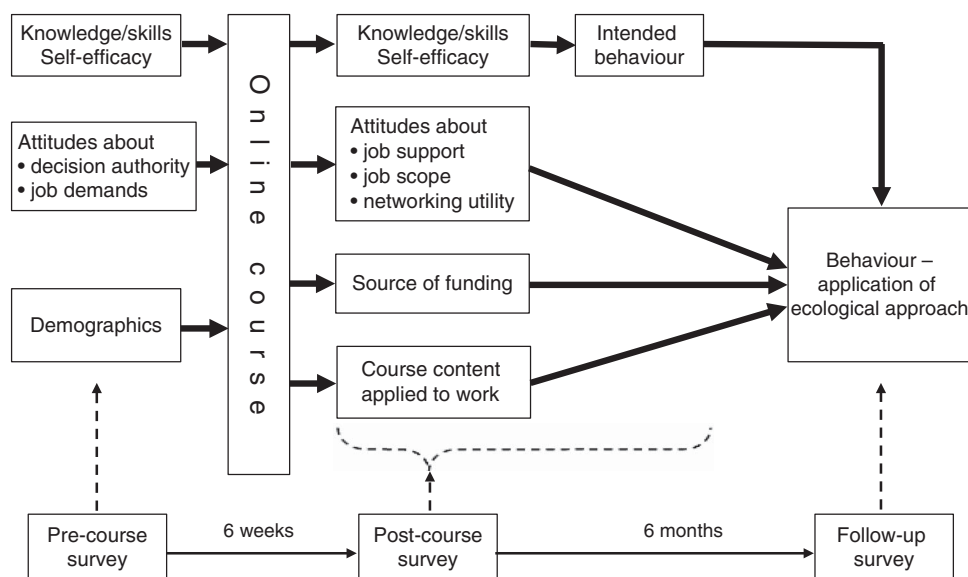 Knowledge/skills
Self-efficacy
Attitudes about
• decision authority
• job demands
Demographics
Online course
Knowledge/skills
Self-efficacy
Intended
behaviour
Attitudes about
• job support
• job scope
• networking utility
Source of funding
Course content
applied to work
Behaviour –
application of
ecological approach
Pre-course
survey
6 weeks
Post-course
survey
6 months
Follow-up
survey